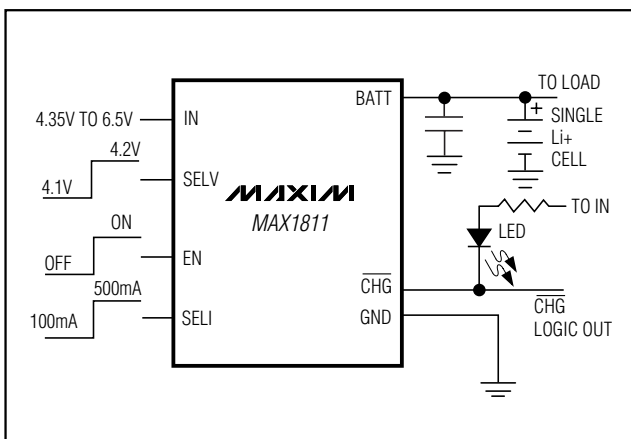 BATT
TO LOAD
4.35V TO 6.5V
IN
+
SINGLE
Li+
CELL
4.2V
4.1V
SELV
MAXIM
MAX1811
TO IN
LED
ON
OFF
EN
500mA
100mA
SELI
CHG
GND
CHG
LOGIC OUT